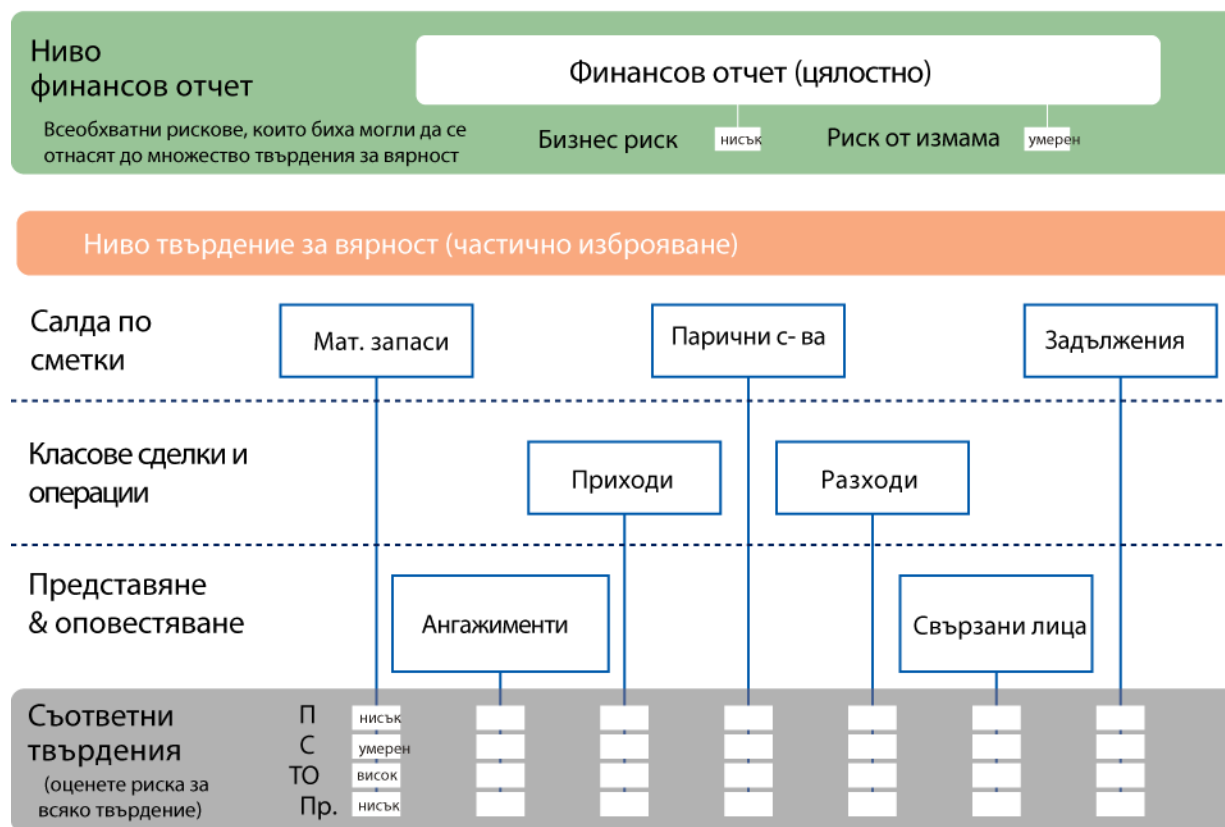 Ниво
финансов отчет
Финансов отчет (цялостно)
Всеобхватни рискове, които биха могли да се
отнасят до множество твърдения за вярност
Бизнес риск
нисък
Риск от измама
умерен
Ниво твърдение за вярност (частично изброяване)
Салда по
сметки
Мат. запаси
Парични с- ва
Задължения
Класове сделки и
операции
Приходи
Разходи
Представяне
& оповестяване
Ангажименти
Свързани лица
Съответни
твърдения
(оценете риска за
всяко твърдение)
П
нисък
С
умерен
ТО
висок
Пр.
нисък